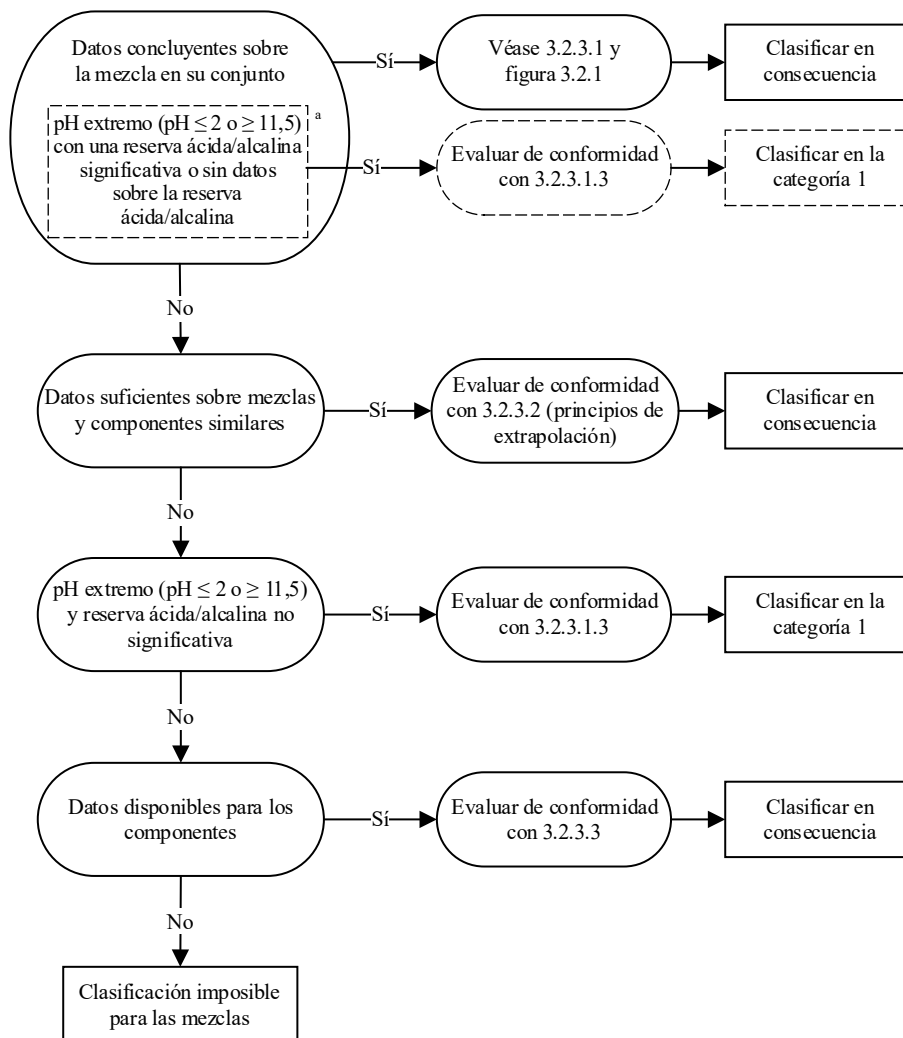 Datos concluyentes sobre
la mezcla en su conjunto
Sí
Véase 3.2.3.1 y
figura 3.2.1
Clasificar en
consecuencia
pH extremo (pH ≤ 2 o ≥ 11,5) a
con una reserva ácida/alcalina
significativa o sin datos
sobre la reserva
ácida/alcalina
Sí
Evaluar de conformidad
con 3.2.3.1.3
Clasificar en la
categoría 1
No
Datos suficientes sobre mezclas
y componentes similares
Sí
Evaluar de conformidad
con 3.2.3.2 (principios de
extrapolación)
Clasificar en
consecuencia
No
pH extremo (pH ≤ 2 o ≥ 11,5)
y reserva ácida/alcalina no
significativa
Sí
Evaluar de conformidad
con 3.2.3.1.3
Clasificar en la
categoría 1
No
Datos disponibles para los
componentes
Sí
Evaluar de conformidad
con 3.2.3.3
Clasificar en
consecuencia
No
Clasificación imposible
para las mezclas